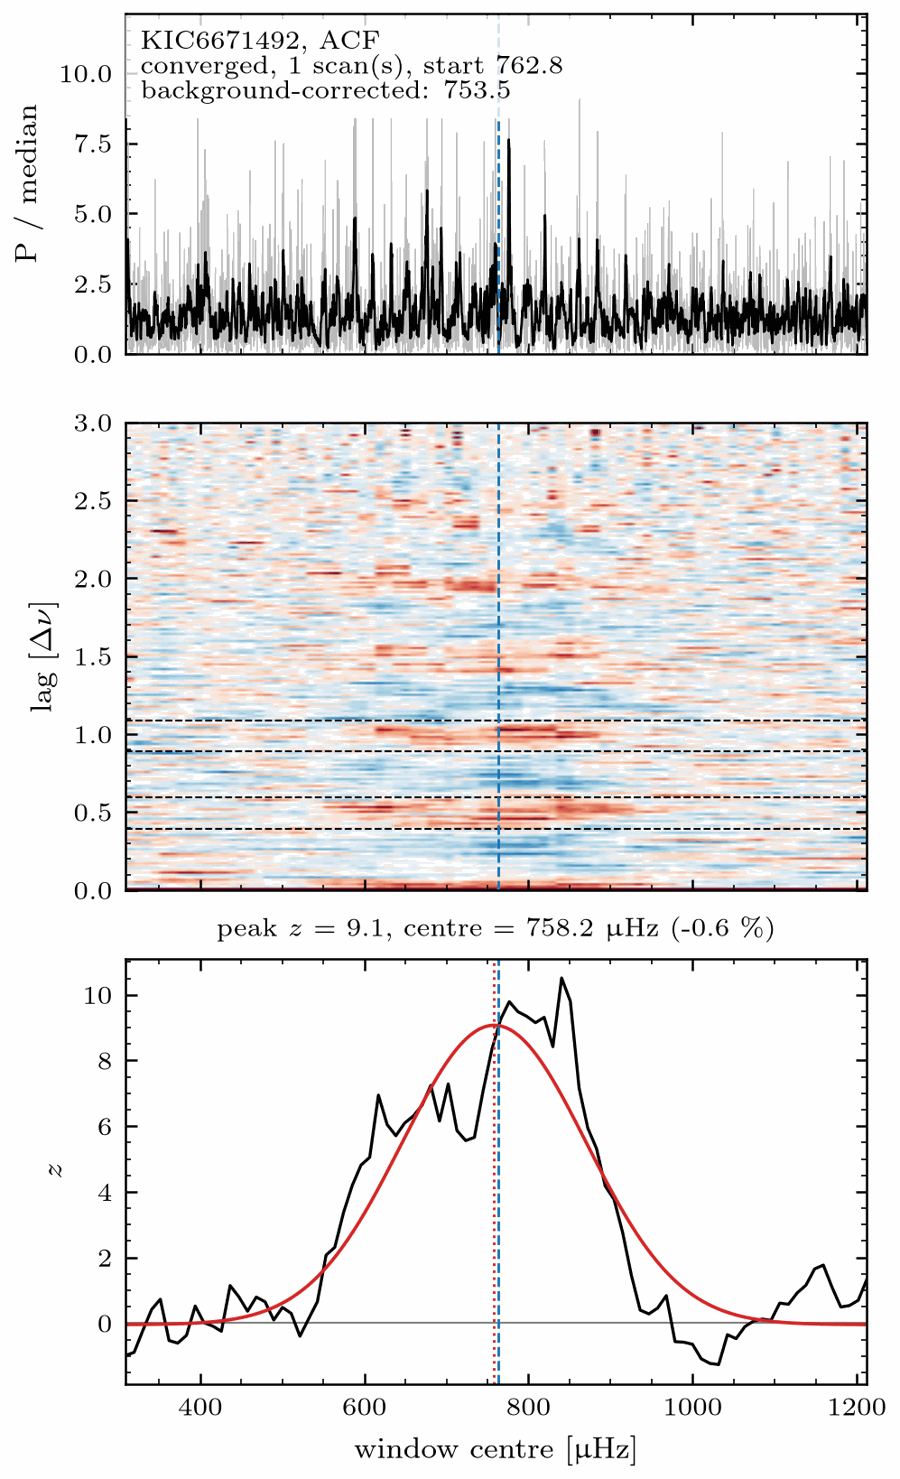 KIC6671492, ACF
converged, 1 scan(s), start 762.8
background-corrected: 753.5
10.0
7.5
5.0
2.5
0.0
P / median
3.0
2.5
2.0
1.5
1.0
0.5
0.0
lag [Δν]
peak z = 9.1, centre = 758.2 μHz (-0.6 %)
10
8
6
4
2
0
z
400 600 800 1000 1200
window centre [μHz]